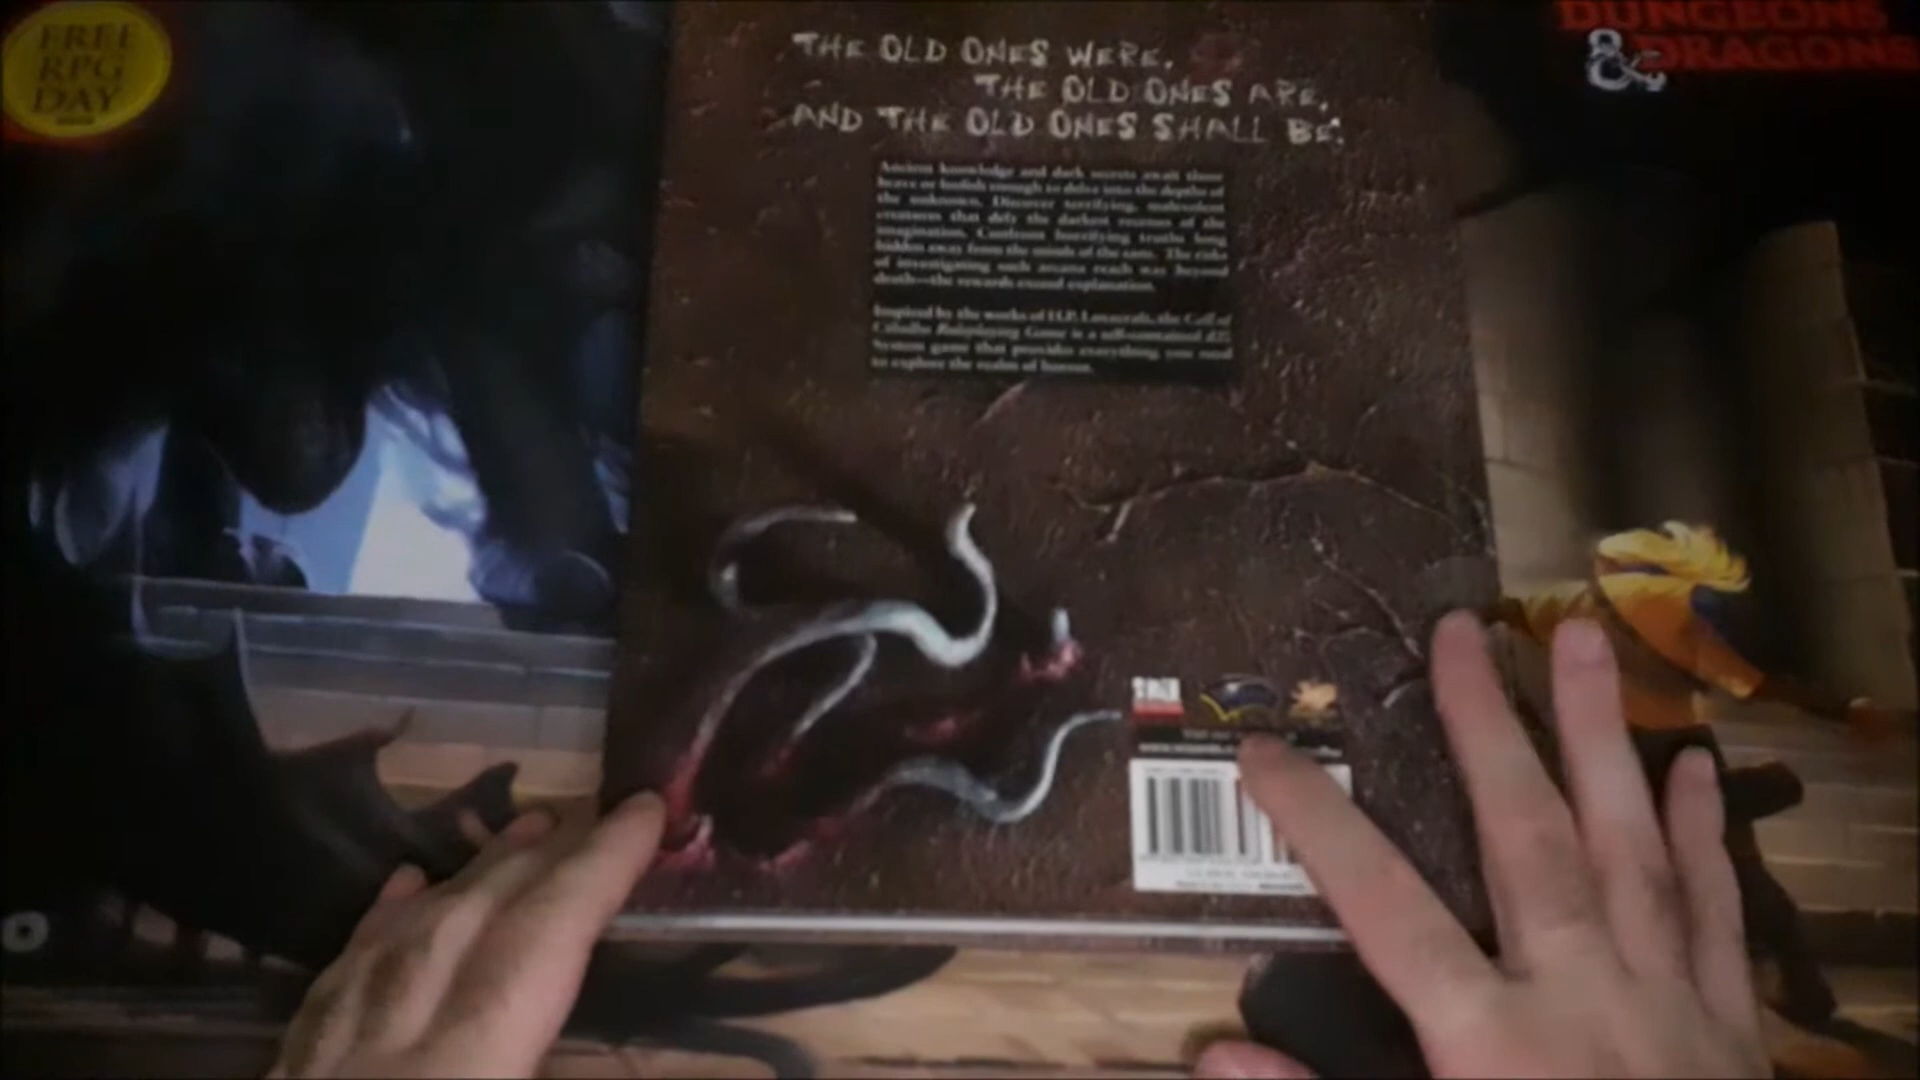 FREE
RPG
DAY
DUNGEONS
& DRAGONS
THE OLD ONES WERE,
THE OLD ONES ARE,
AND THE OLD ONES SHALL BE.
Ancient knowledge and dark secrets await those
brave or foolish enough to delve into the depths of
the unknown. Discover terrifying, malevolent
creatures that defy the darkest recesses of the
imagination. Confront horrifying truths long
hidden away from the minds of the sane. The risks
of investigating such arcana reach way beyond
death—the rewards exceed explanation.
Inspired by the works of H.P. Lovecraft, the Call of
Cthulhu Roleplaying Game is a self-contained d20
System game that provides everything you need
to explore the realm of horror.